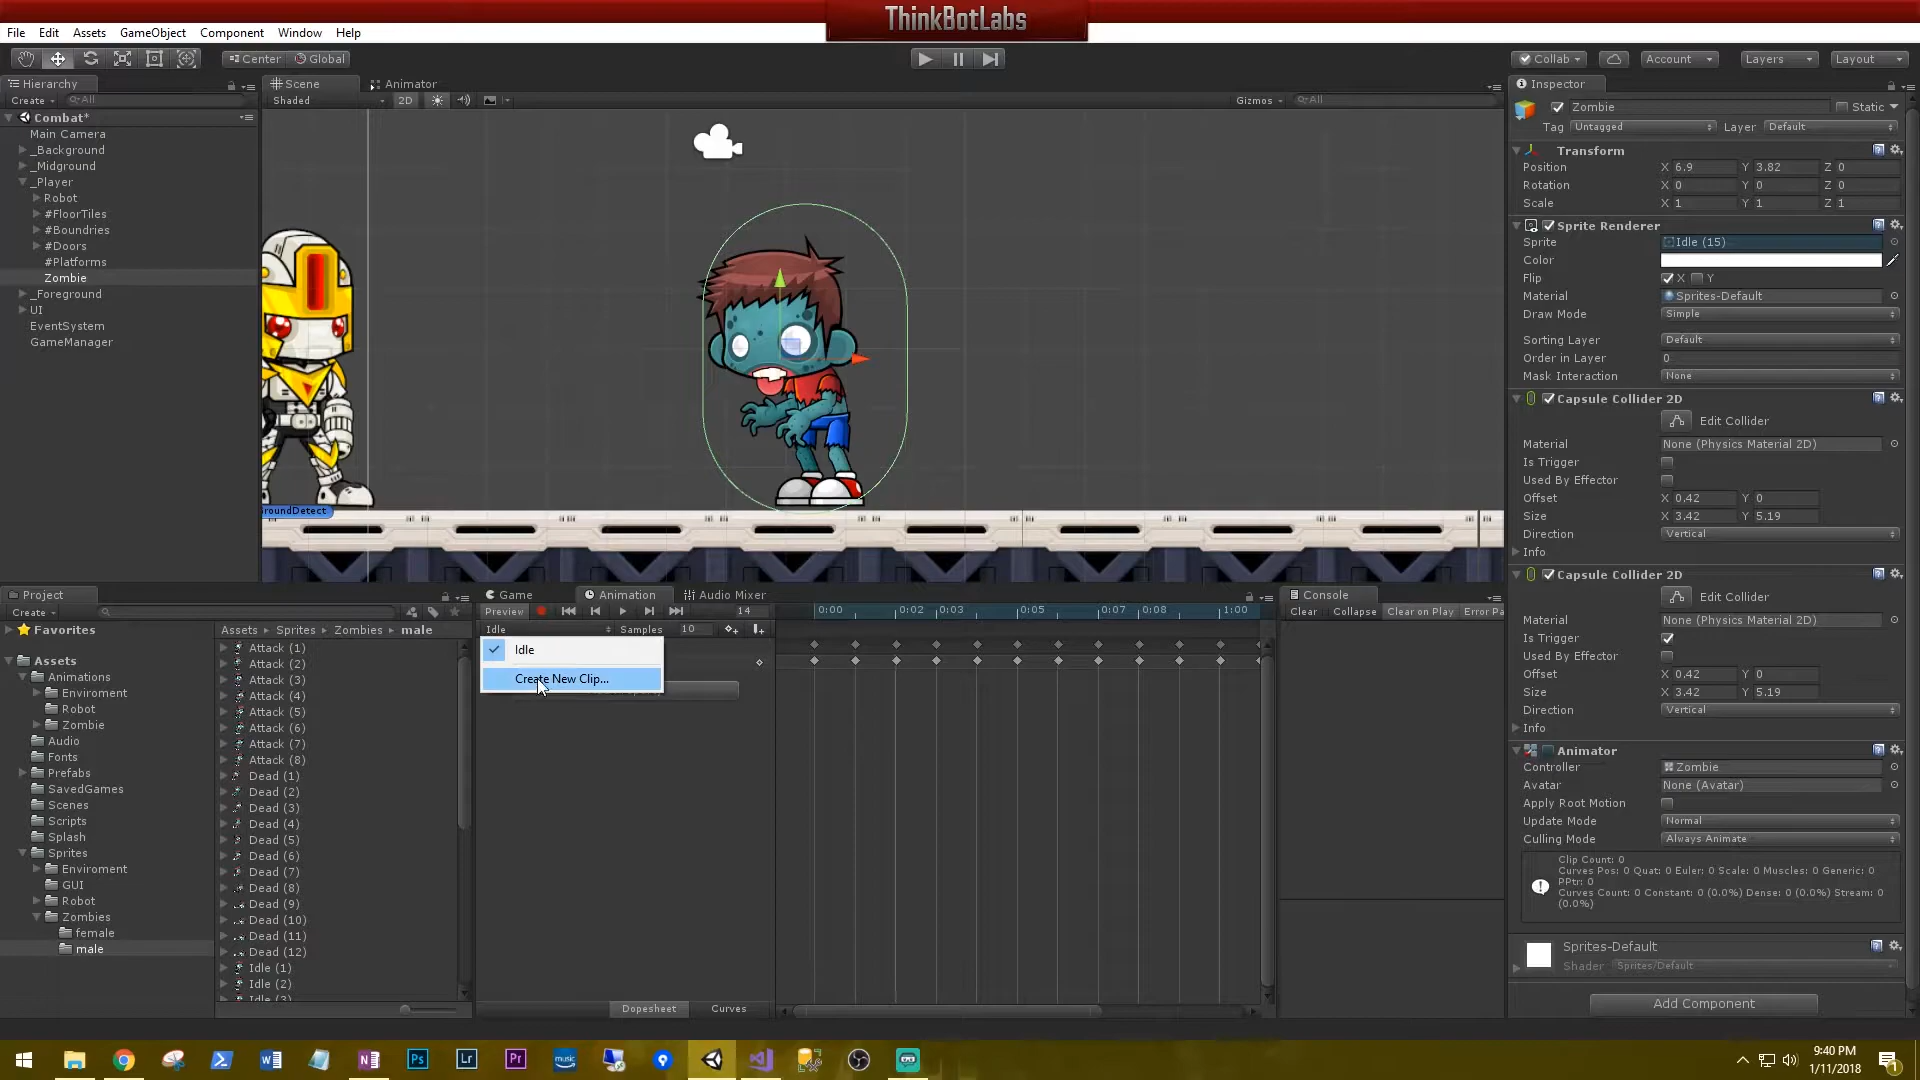 ThinkBotLabs
File Edit Assets GameObject Component Window Help
Center Global
Collab Account Layers Layout
Hierarchy
Create All
Combat*
Main Camera
_Background
_Midground
_Player
Robot
#FloorTiles
#Boundries
#Doors
#Platforms
Zombie
_Foreground
UI
EventSystem
GameManager
Scene Animator
Shaded 2D Gizmos All
GroundDetect
Inspector
Zombie Static
Tag Untagged Layer Default
Transform
Position X 6.9 Y 3.82 Z 0
Rotation X 0 Y 0 Z 0
Scale X 1 Y 1 Z 1
Sprite Renderer
Sprite Idle (15)
Color
Flip X Y
Material Sprites-Default
Draw Mode Simple
Sorting Layer Default
Order in Layer 0
Mask Interaction None
Capsule Collider 2D
Edit Collider
Material None (Physics Material 2D)
Is Trigger
Used By Effector
Offset X 0.42 Y 0
Size X 3.42 Y 5.19
Direction Vertical
Info
Capsule Collider 2D
Edit Collider
Material None (Physics Material 2D)
Is Trigger
Used By Effector
Offset X 0.42 Y 0
Size X 3.42 Y 5.19
Direction Vertical
Info
Animator
Controller Zombie
Avatar None (Avatar)
Apply Root Motion
Update Mode Normal
Culling Mode Always Animate
Clip Count: 0
Curves Pos: 0 Quat: 0 Euler: 0 Scale: 0 Muscles: 0 Generic: 0
PPtr: 0
Curves Count: 0 Constant: 0 (0.0%) Dense: 0 (0.0%) Stream: 0
(0.0%)
Sprites-Default
Shader Sprites/Default
Add Component
Project
Create
Favorites
Assets
Animations
Enviroment
Robot
Zombie
Audio
Fonts
Prefabs
SavedGames
Scenes
Scripts
Splash
Sprites
Enviroment
GUI
Robot
Zombies
female
male
Assets Sprites Zombies male
Attack (1)
Attack (2)
Attack (3)
Attack (4)
Attack (5)
Attack (6)
Attack (7)
Attack (8)
Dead (1)
Dead (2)
Dead (3)
Dead (4)
Dead (5)
Dead (6)
Dead (7)
Dead (8)
Dead (9)
Dead (10)
Dead (11)
Dead (12)
Idle (1)
Idle (2)
Idle (3)
Game Animation Audio Mixer
Preview 14 0:00 0:02 0:03 0:05 0:07 0:08 1:00
Idle Samples 10
Idle
Create New Clip...
Dopesheet Curves
Console
Clear Collapse Clear on Play Error Pa
Ps Lr Pr music
9:40 PM
1/11/2018
1